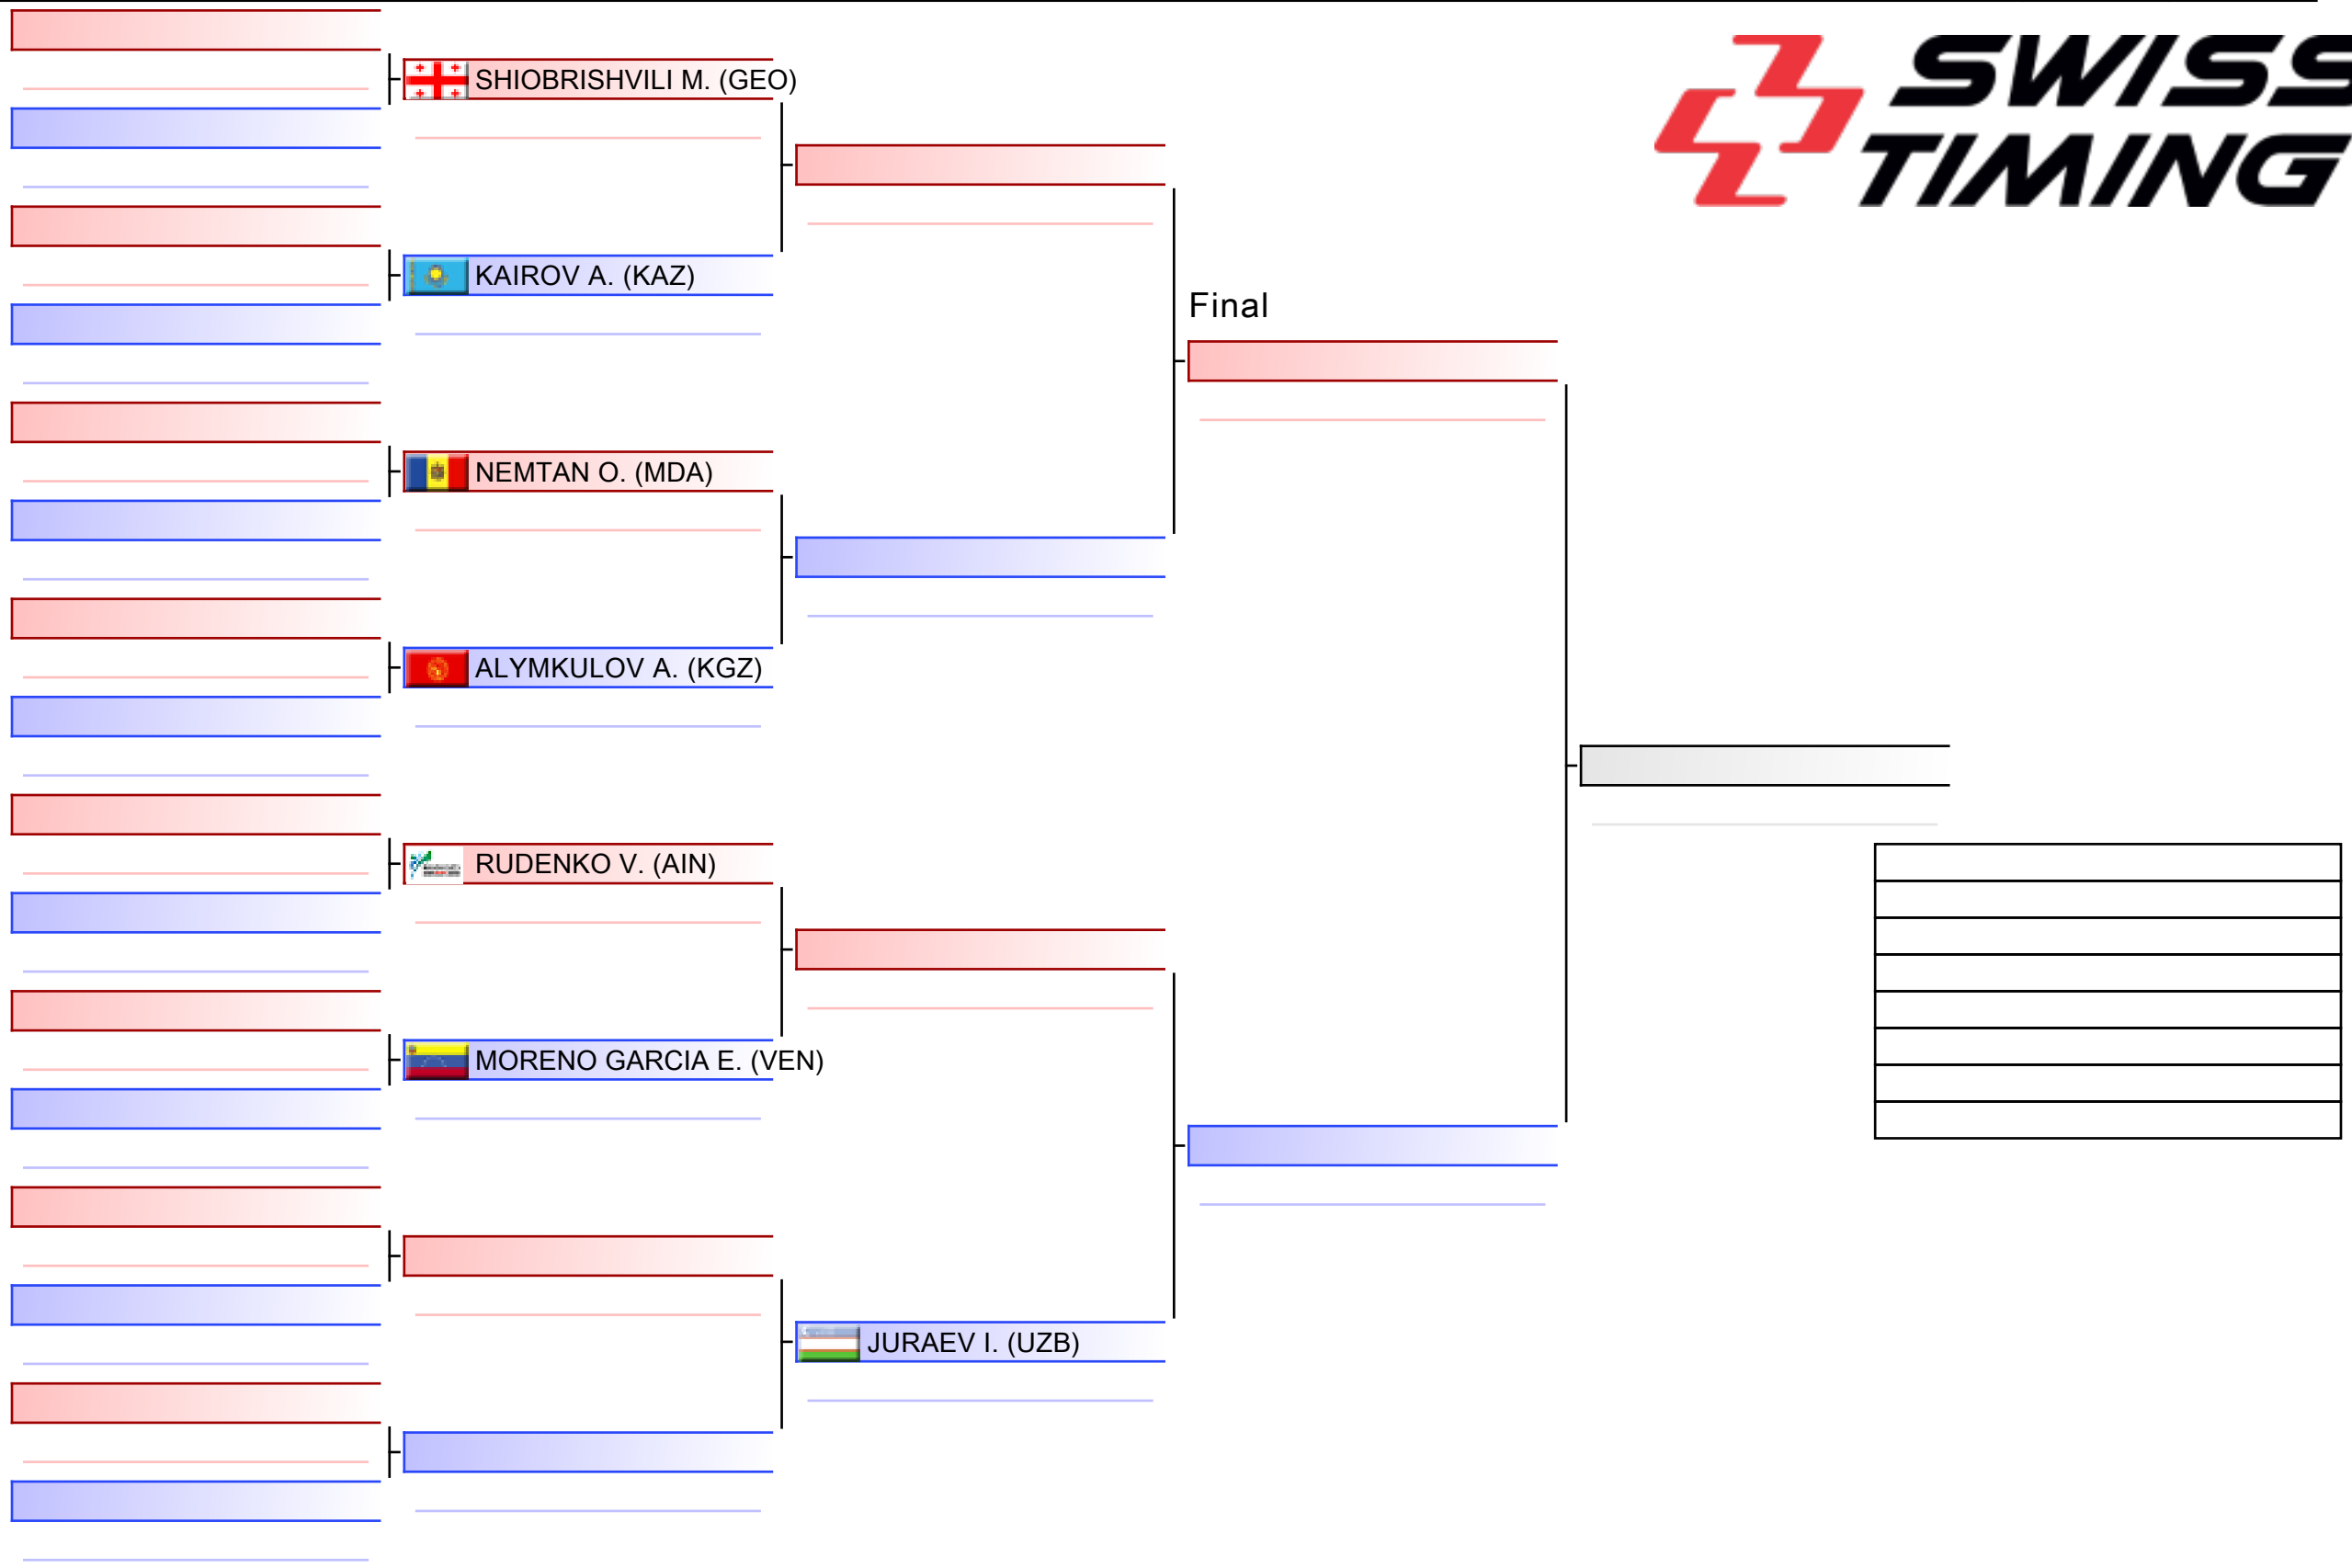 SWISS
TIMING
SHIOBRISHVILI M. (GEO)
KAIROV A. (KAZ)
Final
NEMTAN O. (MDA)
ALYMKULOV A. (KGZ)
RUDENKO V. (AIN)
MORENO GARCIA E. (VEN)
JURAEV I. (UZB)